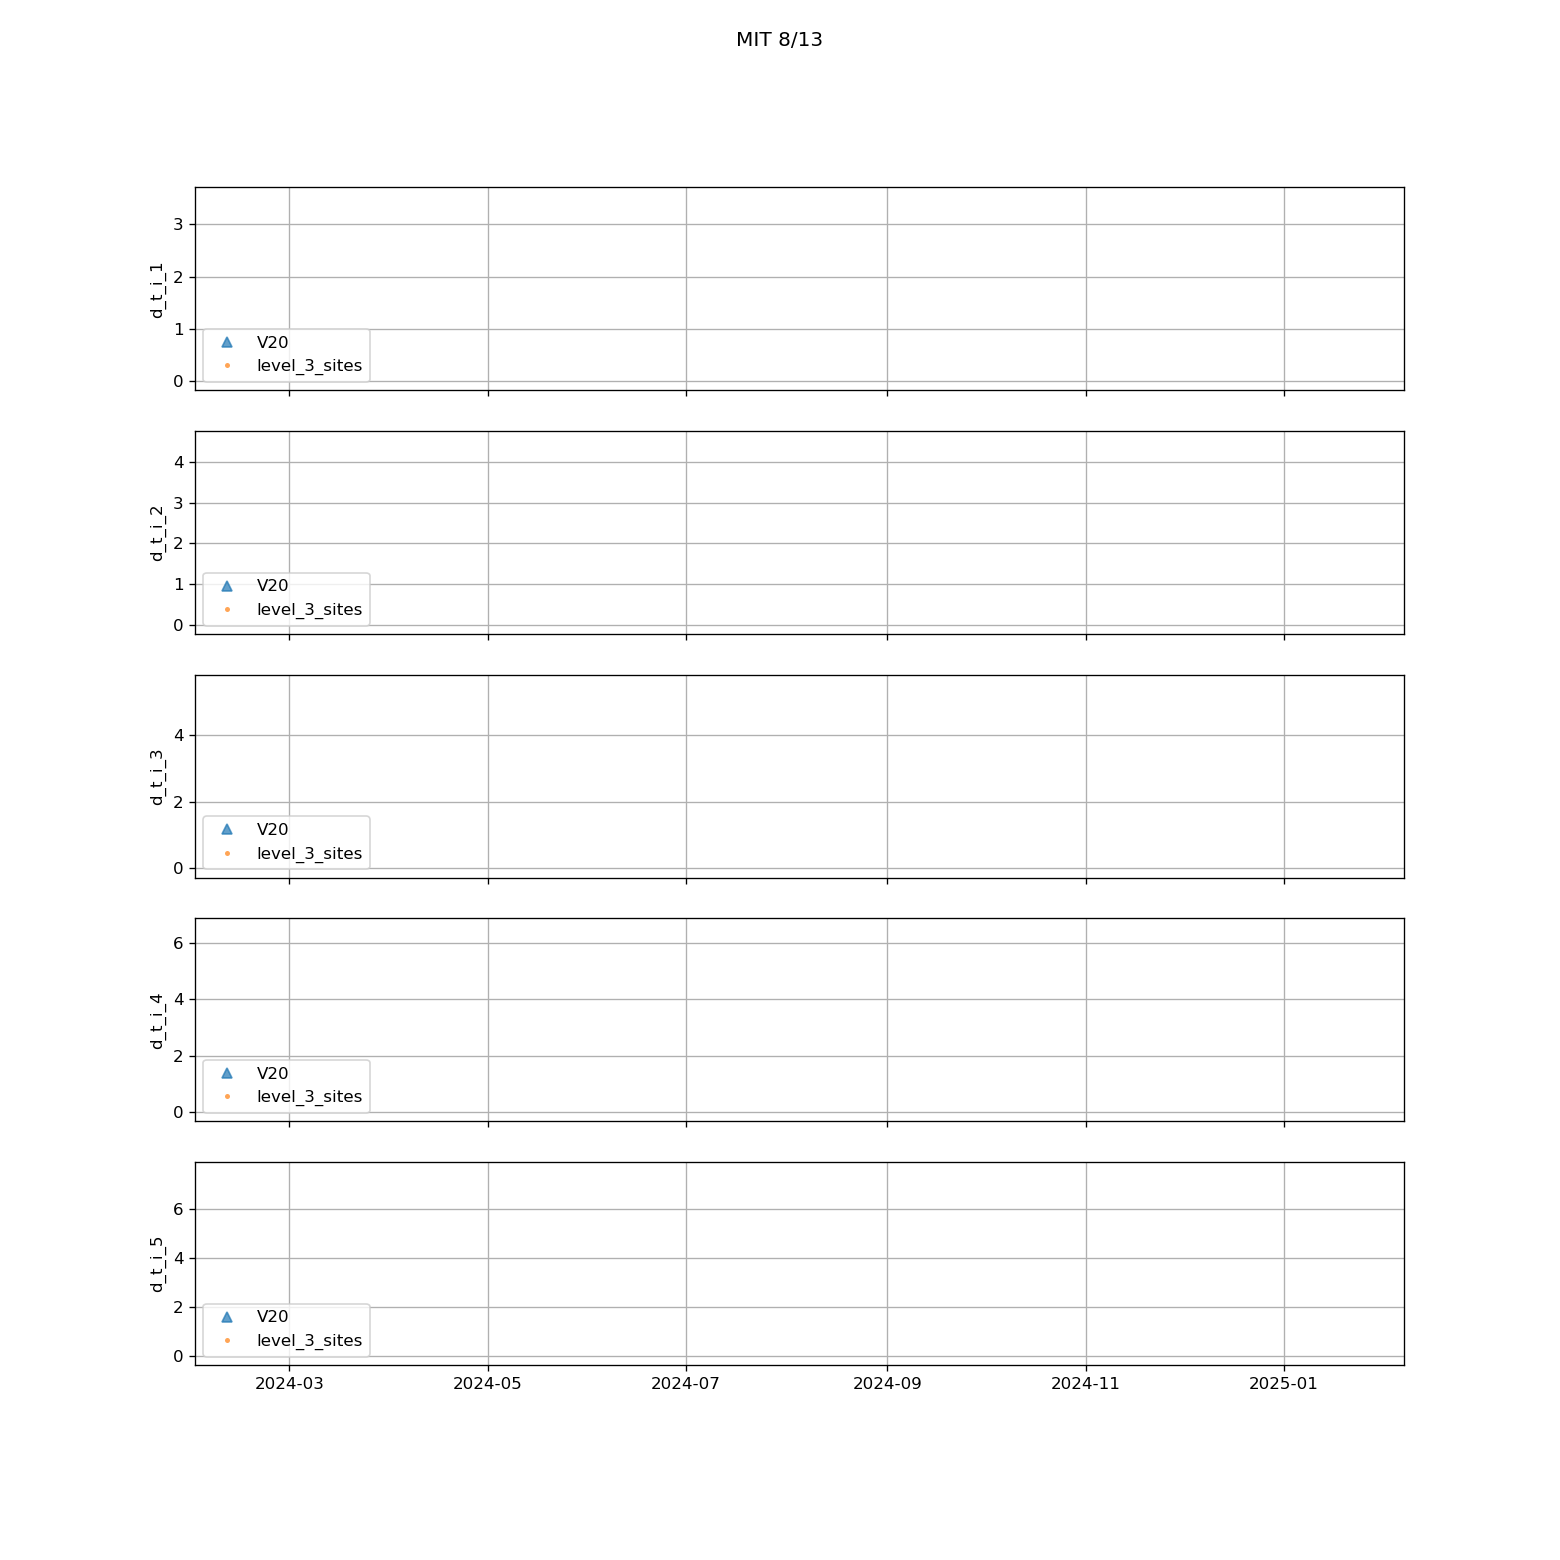 MIT 8/13
3
2
1
0
d_t_i_1
V20
level_3_sites
4
3
2
1
0
d_t_i_2
V20
level_3_sites
4
2
0
d_t_i_3
V20
level_3_sites
6
4
2
0
d_t_i_4
V20
level_3_sites
6
4
2
0
d_t_i_5
V20
level_3_sites
2024-03 2024-05 2024-07 2024-09 2024-11 2025-01